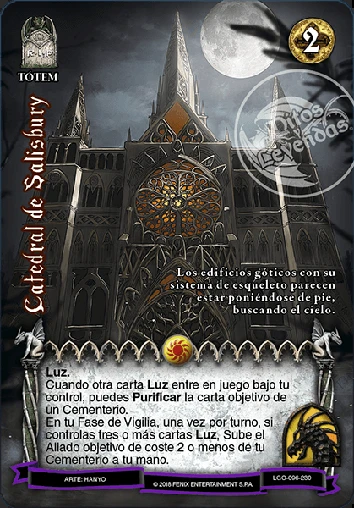 TOTEM
2
Mitos y Leyendas
Catedral de Salisbury
Los edificios góticos con su
sistema de esqueleto parecen
estar poniéndose de pie,
buscando el cielo.
Luz.
Cuando otra carta Luz entre en juego bajo tu
control, puedes Purificar la carta objetivo de
un Cementerio.
En tu Fase de Vigilia, una vez por turno, si
controlas tres o más cartas Luz, Sube el
Aliado objetivo de coste 2 o menos de tu
Cementerio a tu mano.
ARTE: HANYO
© 2018 FENIX ENTERTAINMENT S.P.A